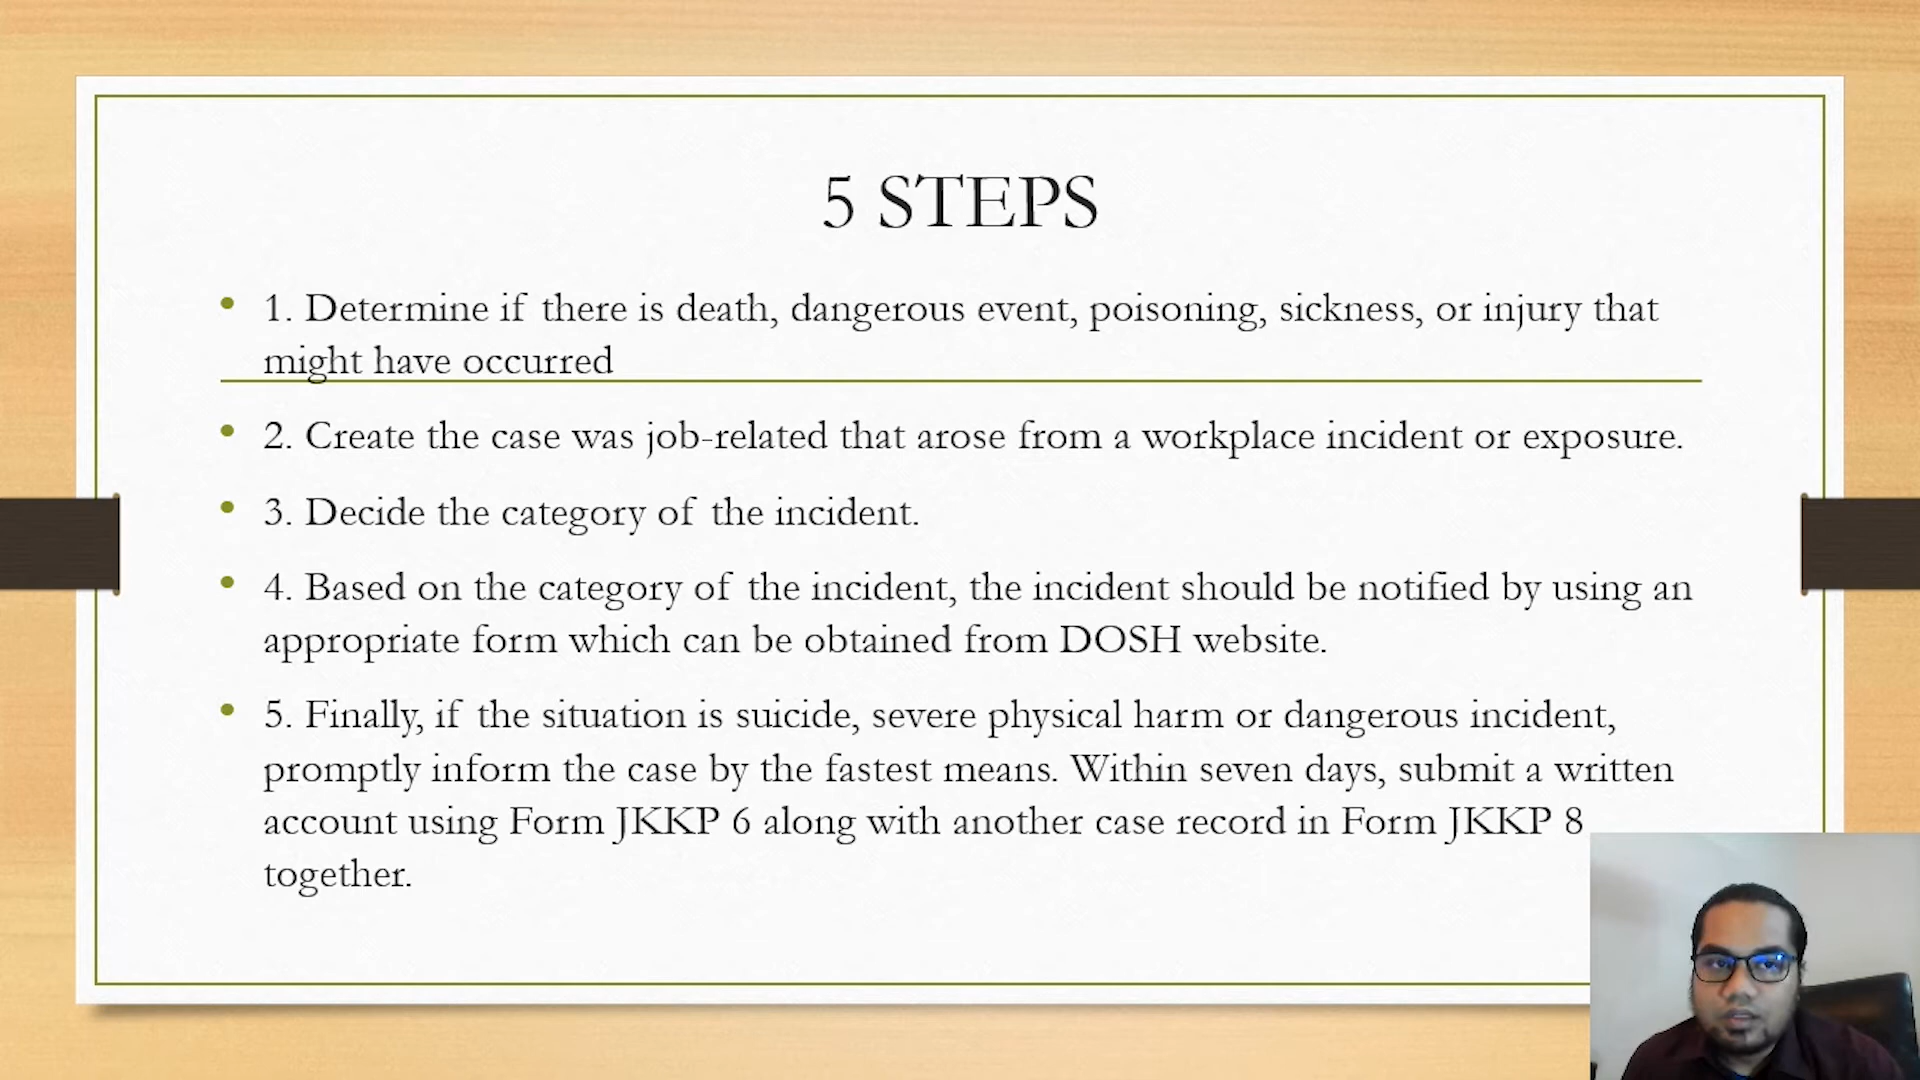 5 STEPS
• 1. Determine if there is death, dangerous event, poisoning, sickness, or injury that
might have occurred
• 2. Create the case was job-related that arose from a workplace incident or exposure.
• 3. Decide the category of the incident.
• 4. Based on the category of the incident, the incident should be notified by using an
appropriate form which can be obtained from DOSH website.
• 5. Finally, if the situation is suicide, severe physical harm or dangerous incident,
promptly inform the case by the fastest means. Within seven days, submit a written
account using Form JKKP 6 along with another case record in Form JKKP 8
together.